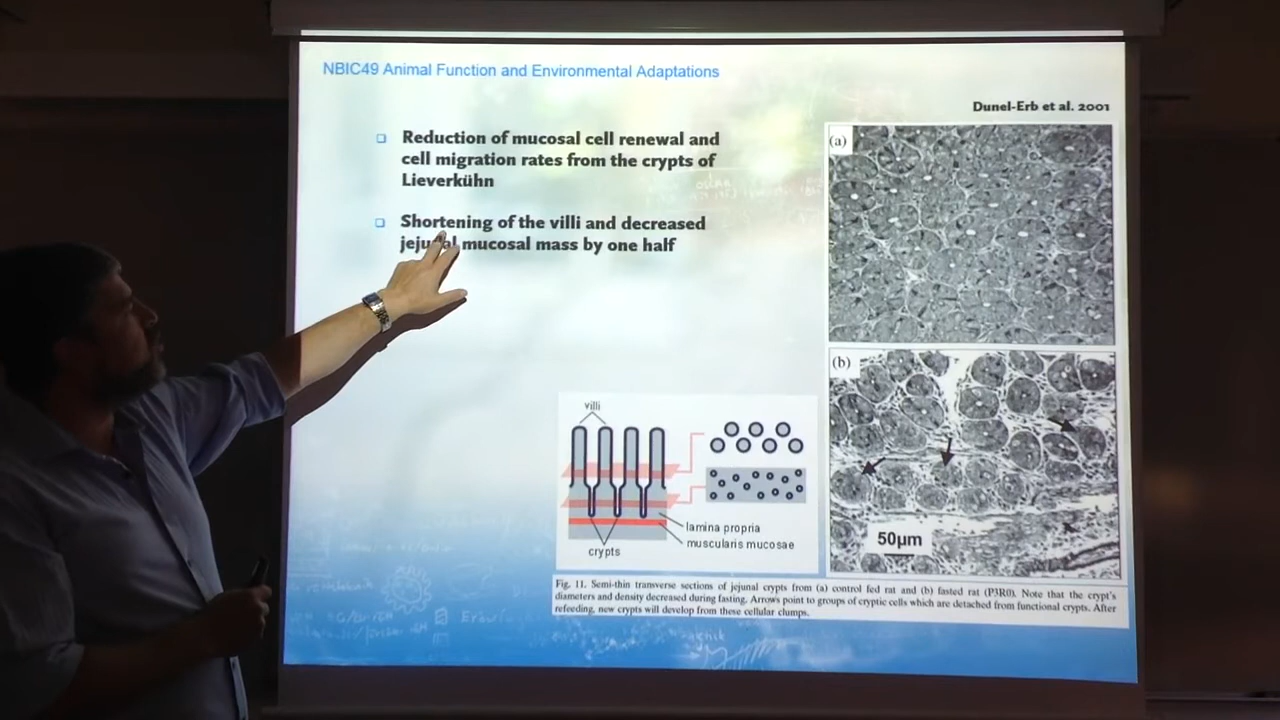 NBIC49 Animal Function and Environmental Adaptations
Dunel-Erb et al. 2001
Reduction of mucosal cell renewal and
cell migration rates from the crypts of
Lieverkühn
Shortening of the villi and decreased
mucosal mass by one half
(a)
(b)
50μm
villi
lamina propria
muscularis mucosae
crypts
Fig. 11. Semi-thin transverse sections of jejunal crypts from (a) control fed rat and (b) fasted rat (P3R0). Note that the crypt's
diameters and density decreased during fasting. Arrows point to groups of cryptic cells which are detached from functional crypts. After
refeeding, new crypts will develop from these cellular clumps.